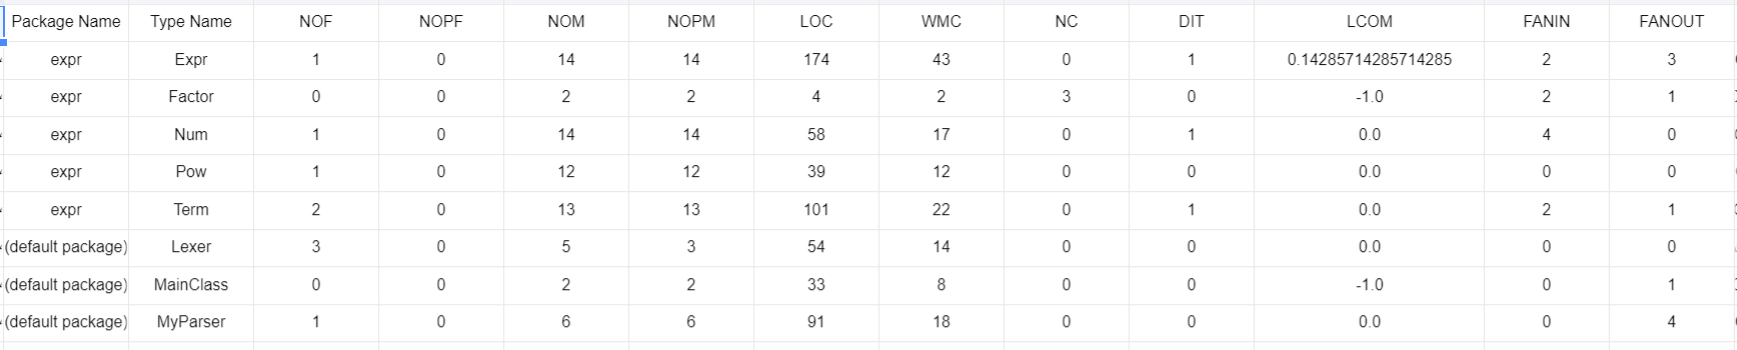 Package Name Type Name NOF NOPF NOM NOPM LOC WMC NC DIT LCOM FANIN FANOUT
expr Expr 1 0 14 14 174 43 0 1 0.14285714285714285 2 3
expr Factor 0 0 2 2 4 2 3 0 -1.0 2 1
expr Num 1 0 14 14 58 17 0 1 0.0 4 0
expr Pow 1 0 12 12 39 12 0 0 0.0 0 0
expr Term 2 0 13 13 101 22 0 1 0.0 2 1
(default package) Lexer 3 0 5 3 54 14 0 0 0.0 0 0
(default package) MainClass 0 0 2 2 33 8 0 0 -1.0 0 1
(default package) MyParser 1 0 6 6 91 18 0 0 0.0 0 4